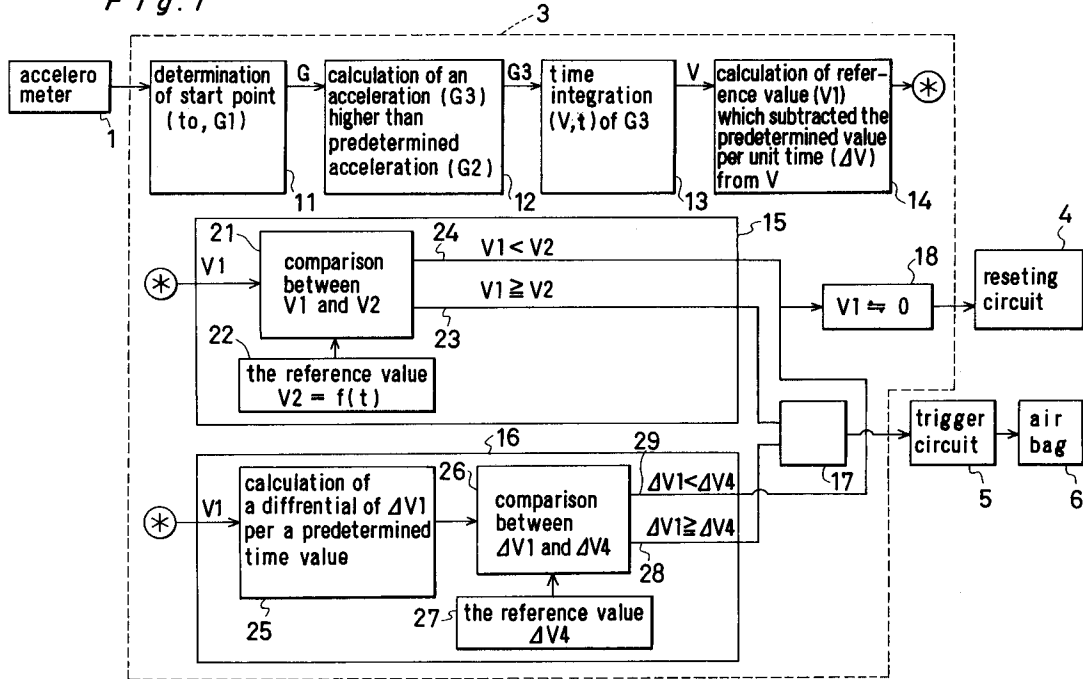 Fig. 1
3
accelero
meter
1
determination
of start point
(to, G1)
11
G
calculation of an
acceleration (G3)
higher than
predetermined
acceleration (G2)
12
G3
time
integration
(V,t) of G3
13
V
calculation of refer-
ence value (V1)
which subtracted the
predetermined value
per unit time (ΔV)
from V
14
*
15
21
* V1
comparison
between
V1 and V2
24
V1 < V2
V1 ≧ V2
23
22
the reference value
V2 = f(t)
18
V1 ≒ 0
4
reseting
circuit
17
trigger
circuit
5
air
bag
6
16
* V1
calculation of
a diffrential of ΔV1
per a predetermined
time value
25
26
comparison
between
ΔV1 and ΔV4
29
ΔV1<ΔV4
ΔV1≧ΔV4
28
27
the reference value
ΔV4